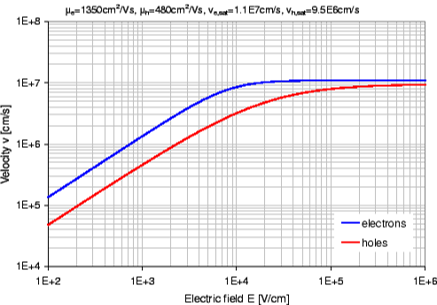 μe=1350cm²/Vs, μh=480cm²/Vs, ve,sat=1.1E7cm/s, vh,sat=9.5E6cm/s
1E+8
1E+7
1E+6
1E+5
1E+4
Velocity v [cm/s]
electrons
holes
1E+2 1E+3 1E+4 1E+5 1E+6
Electric field E [V/cm]